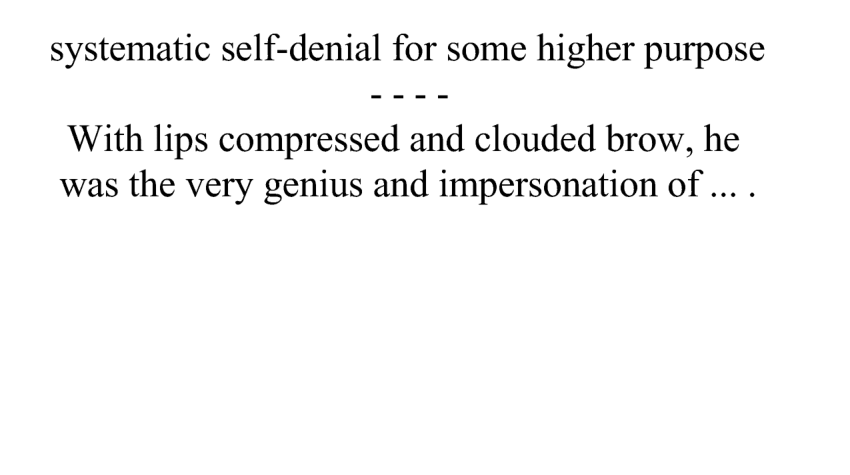 systematic self-denial for some higher purpose
- - - -
With lips compressed and clouded brow, he
was the very genius and impersonation of ... .